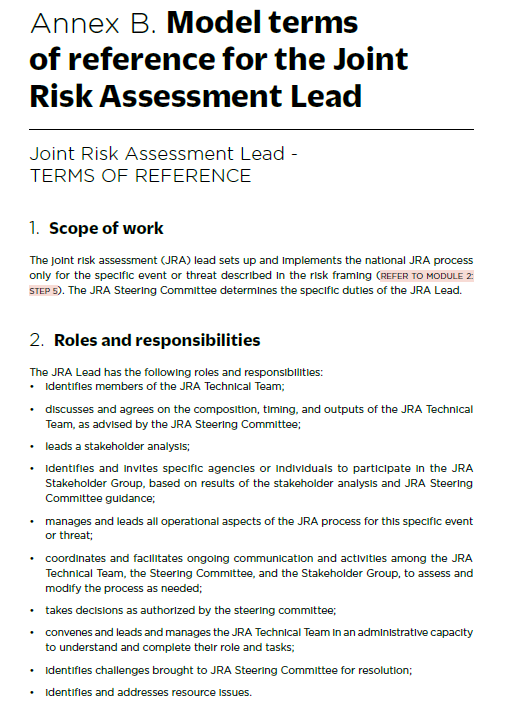 Annex B. Model terms
of reference for the Joint
Risk Assessment Lead
Joint Risk Assessment Lead -
TERMS OF REFERENCE
1. Scope of work
The joint risk assessment (JRA) lead sets up and implements the national JRA process
only for the specific event or threat described in the risk framing (REFER TO MODULE 2:
STEP 5). The JRA Steering Committee determines the specific duties of the JRA Lead.
2. Roles and responsibilities
The JRA Lead has the following roles and responsibilities:
• identifies members of the JRA Technical Team;
• discusses and agrees on the composition, timing, and outputs of the JRA Technical
Team, as advised by the JRA Steering Committee;
• leads a stakeholder analysis;
• identifies and invites specific agencies or individuals to participate in the JRA
Stakeholder Group, based on results of the stakeholder analysis and JRA Steering
Committee guidance;
• manages and leads all operational aspects of the JRA process for this specific event
or threat;
• coordinates and facilitates ongoing communication and activities among the JRA
Technical Team, the Steering Committee, and the Stakeholder Group, to assess and
modify the process as needed;
• takes decisions as authorized by the steering committee;
• convenes and leads and manages the JRA Technical Team in an administrative capacity
to understand and complete their role and tasks;
• identifies challenges brought to JRA Steering Committee for resolution;
• identifies and addresses resource issues.